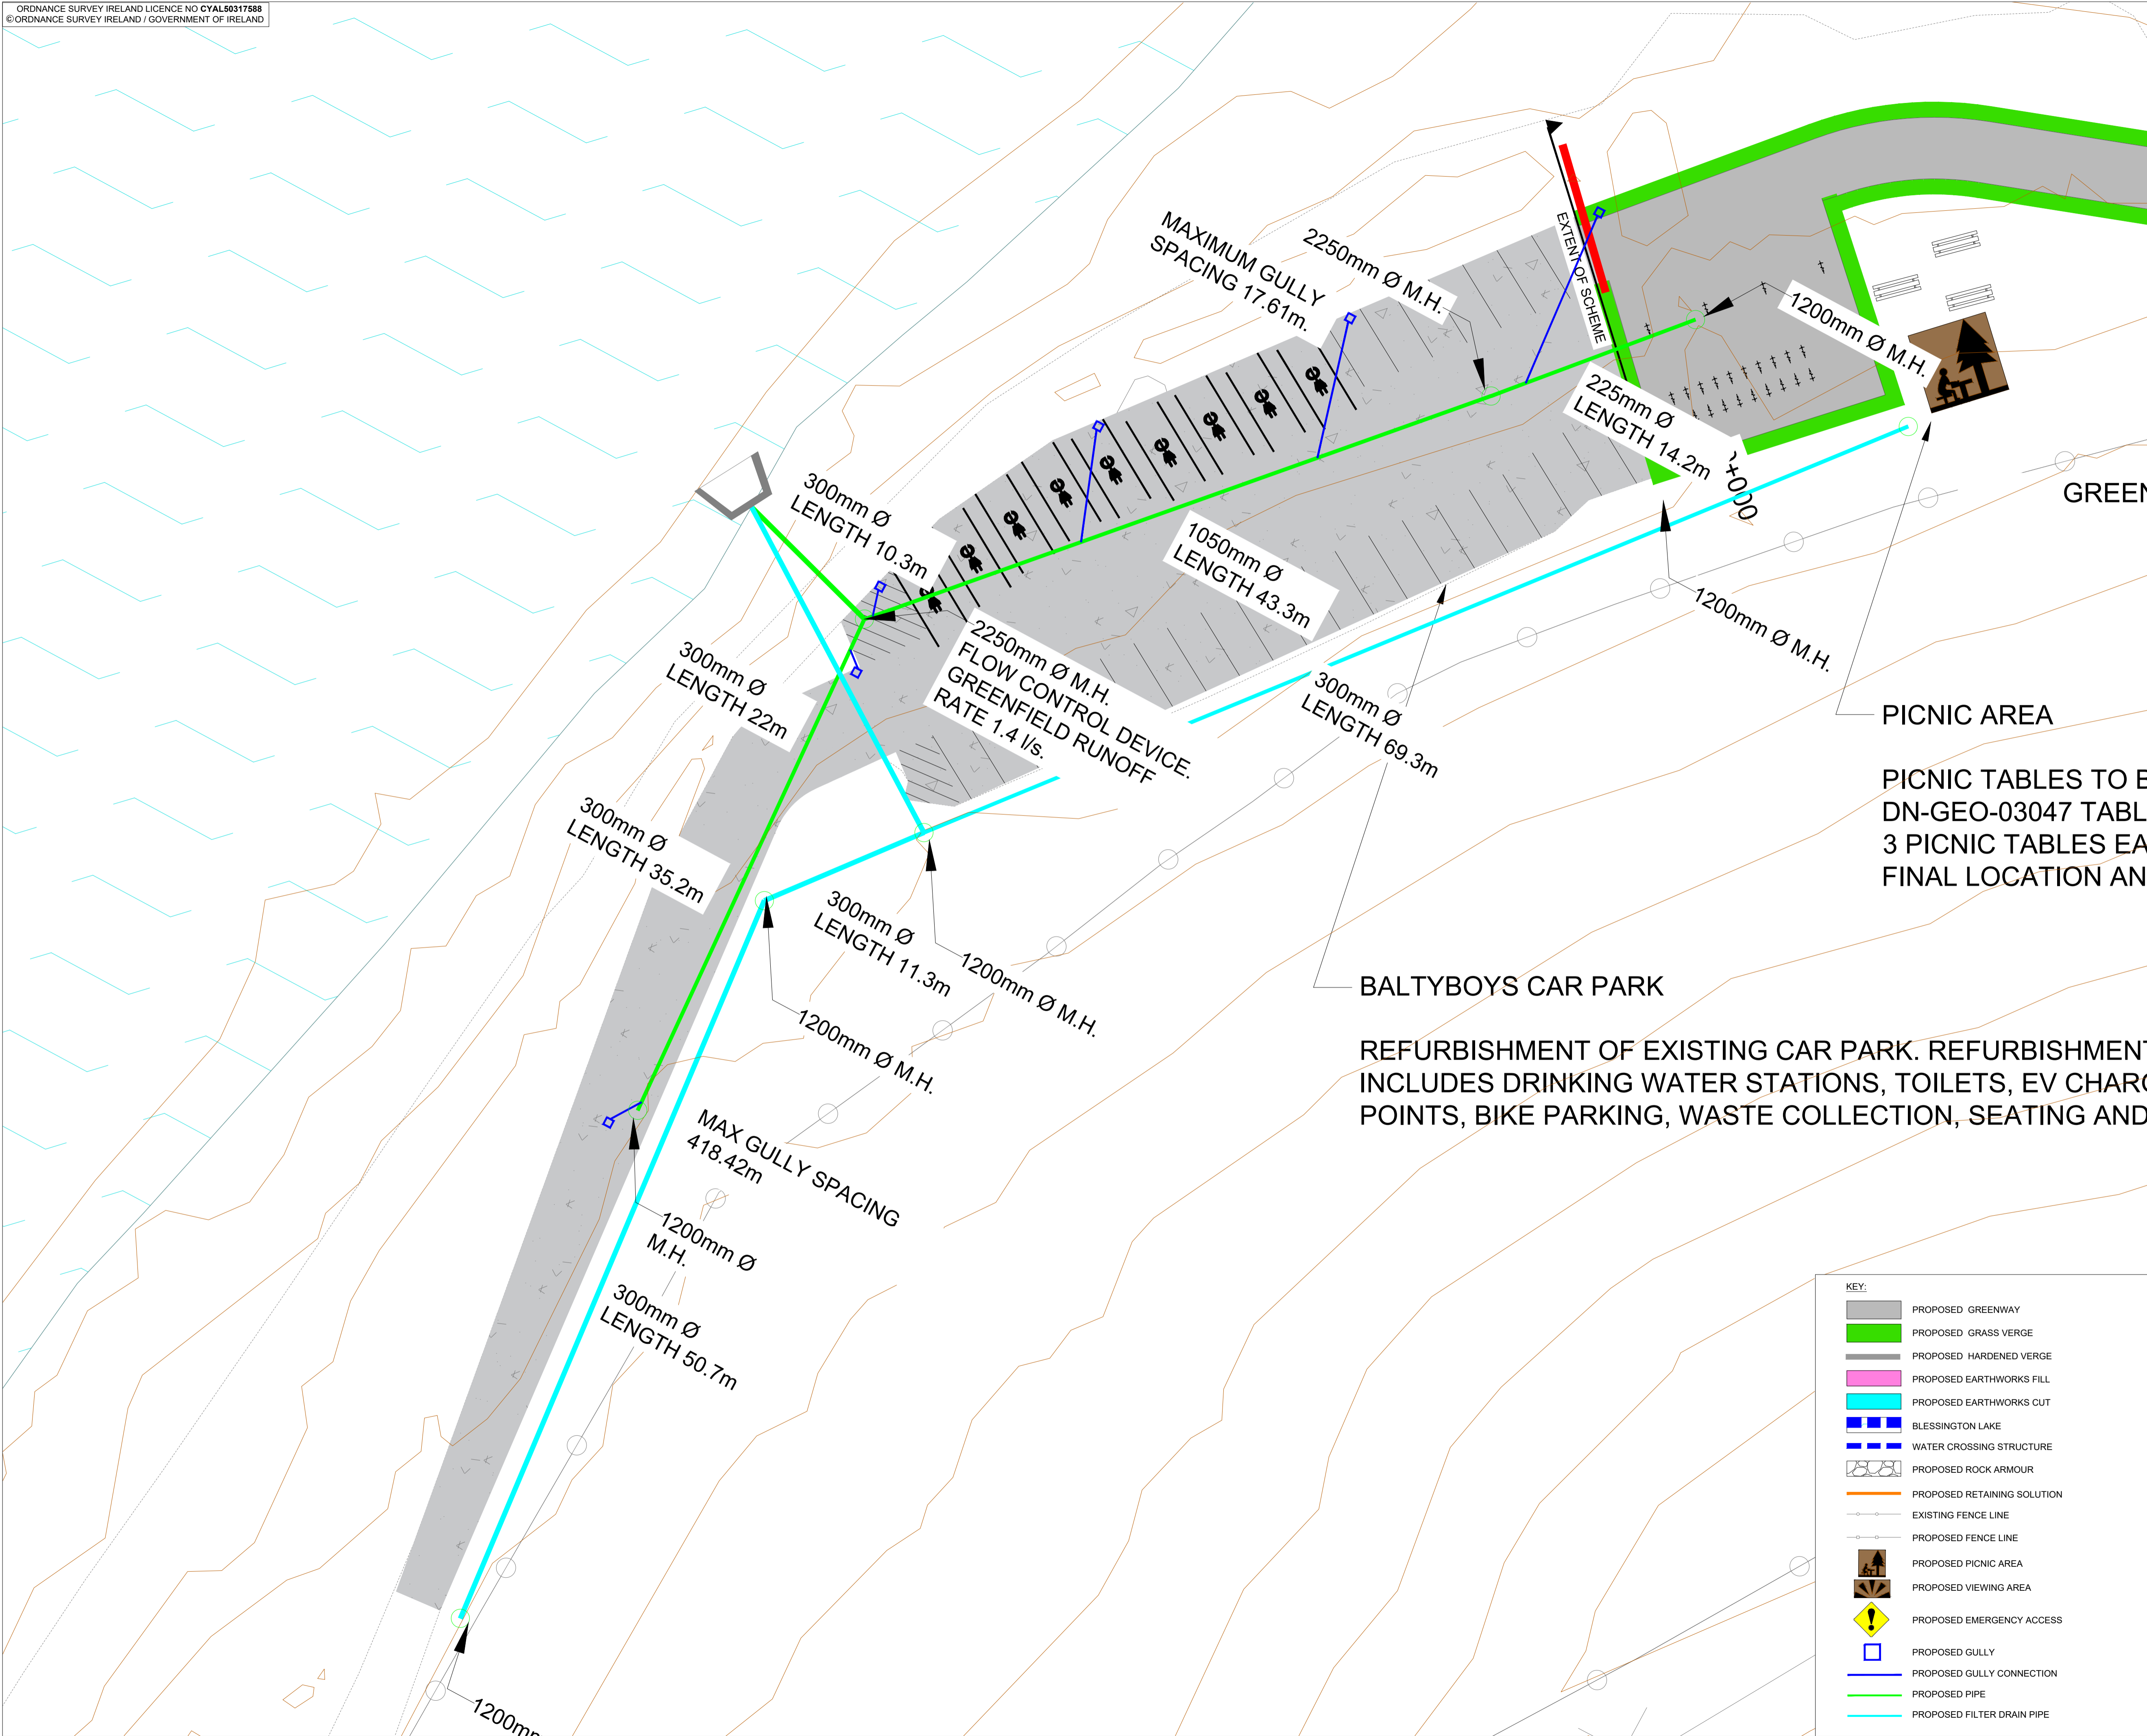 ORDNANCE SURVEY IRELAND LICENCE NO CYAL50317588
© ORDNANCE SURVEY IRELAND / GOVERNMENT OF IRELAND
MAXIMUM GULLY
SPACING 17.61m.
2250mm Ø M.H.
EXTENT OF SCHEME
1200mm Ø M.H.
225mm Ø
LENGTH 14.2m
+000
GREEN
300mm Ø
LENGTH 10.3m
1050mm Ø
LENGTH 43.3m
1200mm Ø M.H.
2250mm Ø M.H.
FLOW CONTROL DEVICE.
GREENFIELD RUNOFF
RATE 1.4 l/s.
300mm Ø
LENGTH 22m
300mm Ø
LENGTH 69.3m
PICNIC AREA
PICNIC TABLES TO B
DN-GEO-03047 TABL
3 PICNIC TABLES EA
FINAL LOCATION AN
300mm Ø
LENGTH 35.2m
300mm Ø
LENGTH 11.3m
1200mm Ø M.H.
1200mm Ø M.H.
BALTYBOYS CAR PARK
REFURBISHMENT OF EXISTING CAR PARK. REFURBISHMENT
INCLUDES DRINKING WATER STATIONS, TOILETS, EV CHARG
POINTS, BIKE PARKING, WASTE COLLECTION, SEATING AND
MAX GULLY SPACING
418.42m
1200mm Ø
M.H.
300mm Ø
LENGTH 50.7m
1200mm
KEY:
PROPOSED GREENWAY
PROPOSED GRASS VERGE
PROPOSED HARDENED VERGE
PROPOSED EARTHWORKS FILL
PROPOSED EARTHWORKS CUT
BLESSINGTON LAKE
WATER CROSSING STRUCTURE
PROPOSED ROCK ARMOUR
PROPOSED RETAINING SOLUTION
EXISTING FENCE LINE
PROPOSED FENCE LINE
PROPOSED PICNIC AREA
PROPOSED VIEWING AREA
PROPOSED EMERGENCY ACCESS
PROPOSED GULLY
PROPOSED GULLY CONNECTION
PROPOSED PIPE
PROPOSED FILTER DRAIN PIPE